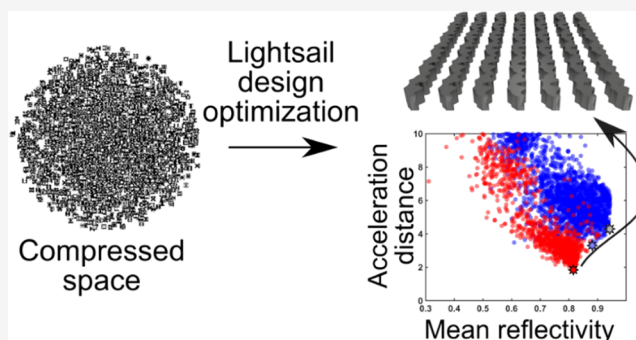 Lightsail
design
optimization
Compressed
space
Acceleration
distance
10
8
6
4
2
0
0.3 0.4 0.5 0.6 0.7 0.8 0.9
Mean reflectivity